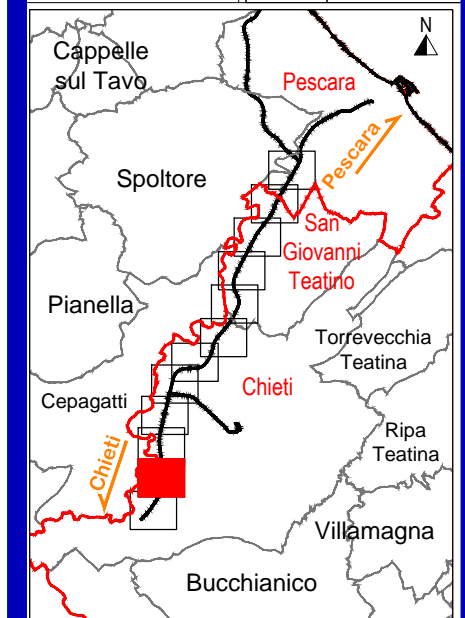 N
Cappelle
sul Tavo
Pescara
Pescara
Spoltore
San
Giovanni
Teatino
Pianella
Torrevecchia
Teatina
Chieti
Cepagatti
Ripa
Teatina
Chieti
Villamagna
Bucchianico